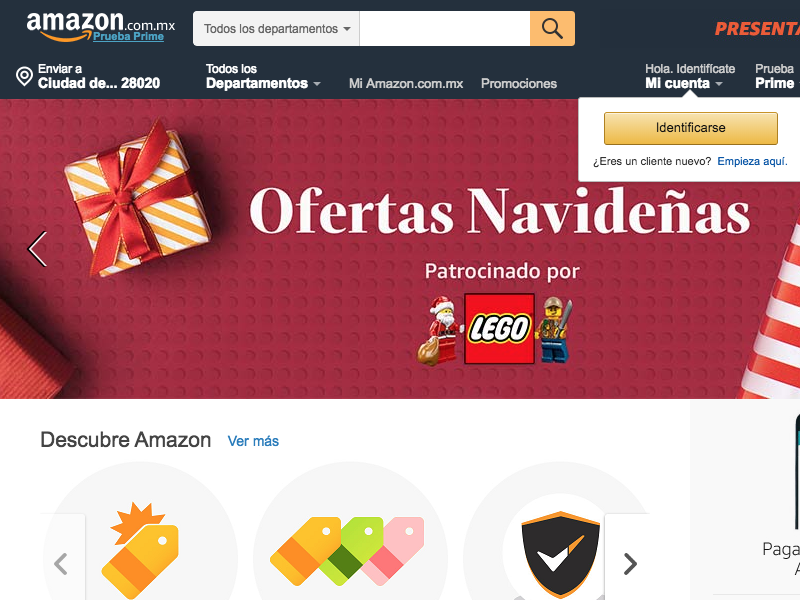 amazon.com.mx
Prueba Prime
Todos los departamentos
PRESENTA
Enviar a
Ciudad de... 28020
Todos los
Departamentos
Mi Amazon.com.mx
Promociones
Hola. Identifícate
Mi cuenta
Prueba
Prime
Identificarse
¿Eres un cliente nuevo? Empieza aquí.
Ofertas Navideñas
Patrocinado por
LEGO
Descubre Amazon Ver más
Paga
A